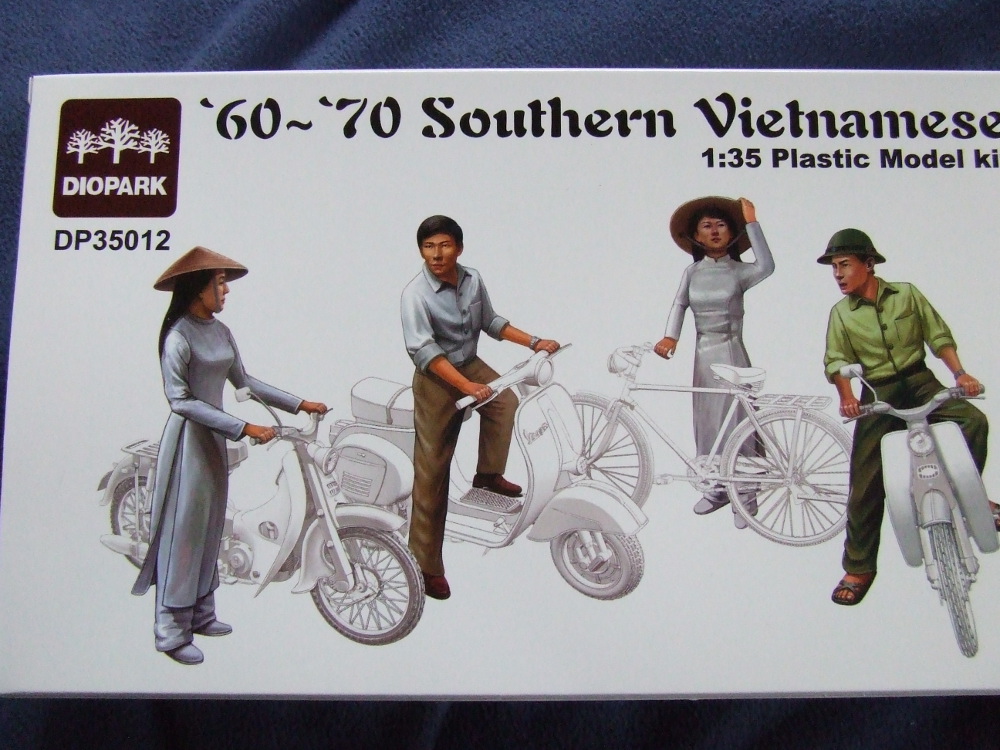 `60~`70 Southern Vietnamese
1:35 Plastic Model ki
DIOPARK
DP35012